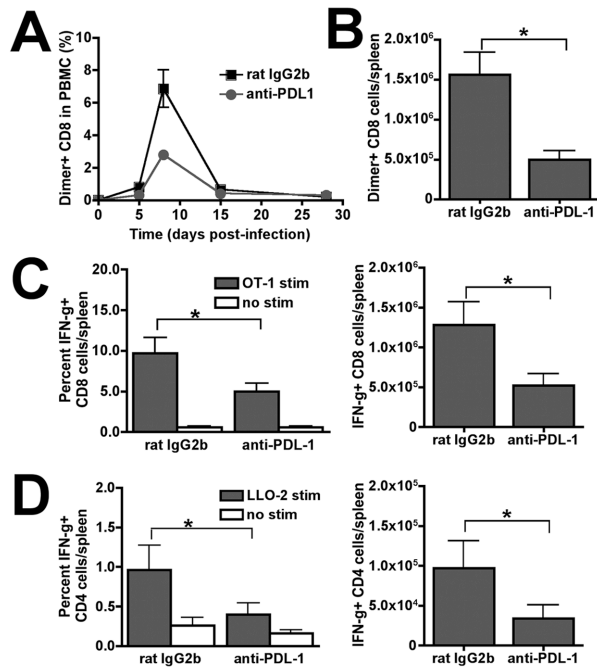 A
Dimer+ CD8 in PBMC (%)
10
8
6
4
2
0
0 5 10 15 20 25 30
Time (days post-infection)
rat IgG2b
anti-PDL1
B
Dimer+ CD8 cells/spleen
2.0x10⁶
1.5x10⁶
1.0x10⁶
5.0x10⁵
*
rat IgG2b anti-PDL-1
C
Percent IFN-g+
CD8 cells/spleen
20.0
15.0
10.0
5.0
0.0
OT-1 stim
no stim
*
rat IgG2b anti-PDL-1
IFN-g+ CD8 cells/spleen
2.0x10⁶
1.5x10⁶
1.0x10⁶
5.0x10⁵
*
rat IgG2b anti-PDL-1
D
Percent IFN-g+
CD4 cells/spleen
2.0
1.5
1.0
0.5
0.0
LLO-2 stim
no stim
*
rat IgG2b anti-PDL-1
IFN-g+ CD4 cells/spleen
2.0x10⁵
1.5x10⁵
1.0x10⁵
5.0x10⁴
*
rat IgG2b anti-PDL-1